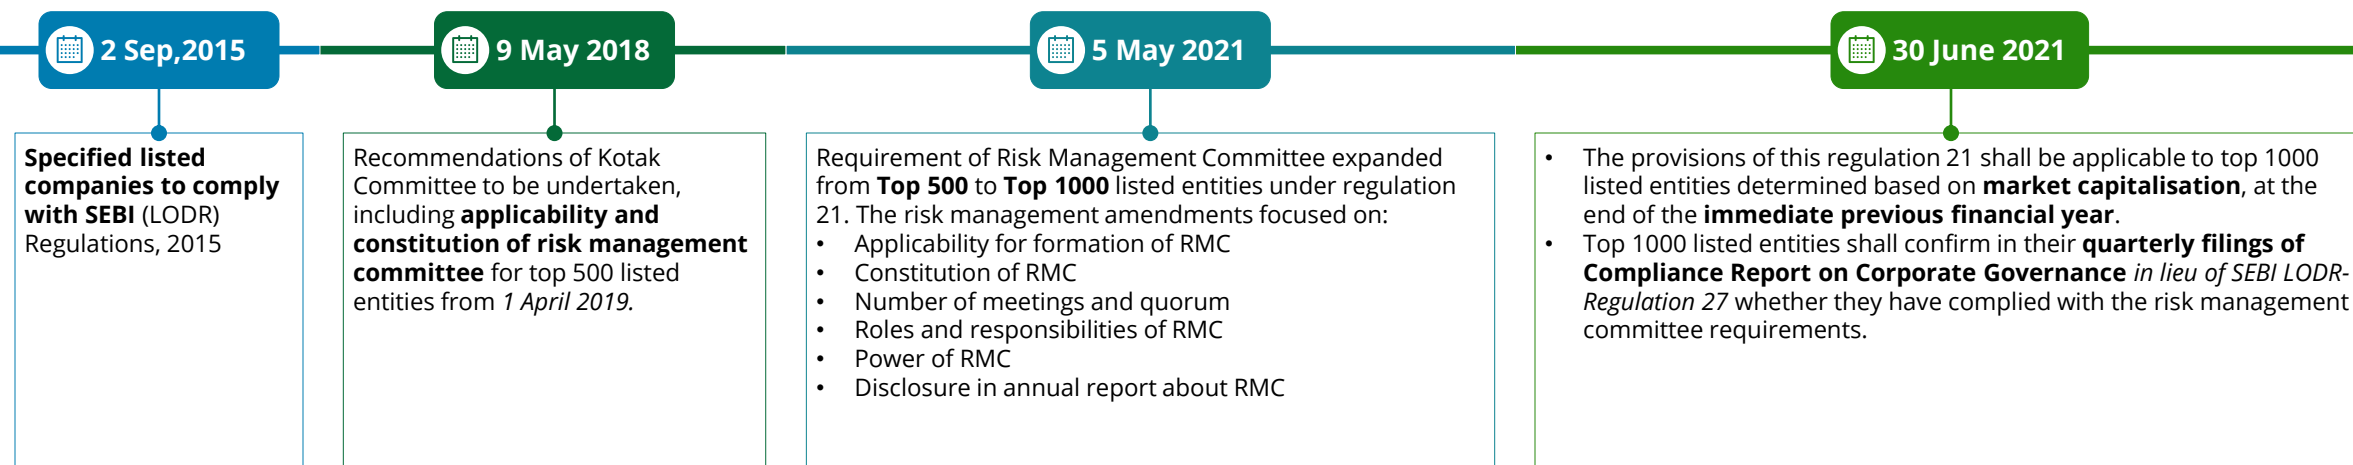 2 Sep,2015
Specified listed
companies to comply
with SEBI (LODR)
Regulations, 2015
9 May 2018
Recommendations of Kotak
Committee to be undertaken,
including applicability and
constitution of risk management
committee for top 500 listed
entities from 1 April 2019.
5 May 2021
Requirement of Risk Management Committee expanded
from Top 500 to Top 1000 listed entities under regulation
21. The risk management amendments focused on:
• Applicability for formation of RMC
• Constitution of RMC
• Number of meetings and quorum
• Roles and responsibilities of RMC
• Power of RMC
• Disclosure in annual report about RMC
30 June 2021
• The provisions of this regulation 21 shall be applicable to top 1000
listed entities determined based on market capitalisation, at the
end of the immediate previous financial year.
• Top 1000 listed entities shall confirm in their quarterly filings of
Compliance Report on Corporate Governance in lieu of SEBI LODR-
Regulation 27 whether they have complied with the risk management
committee requirements.